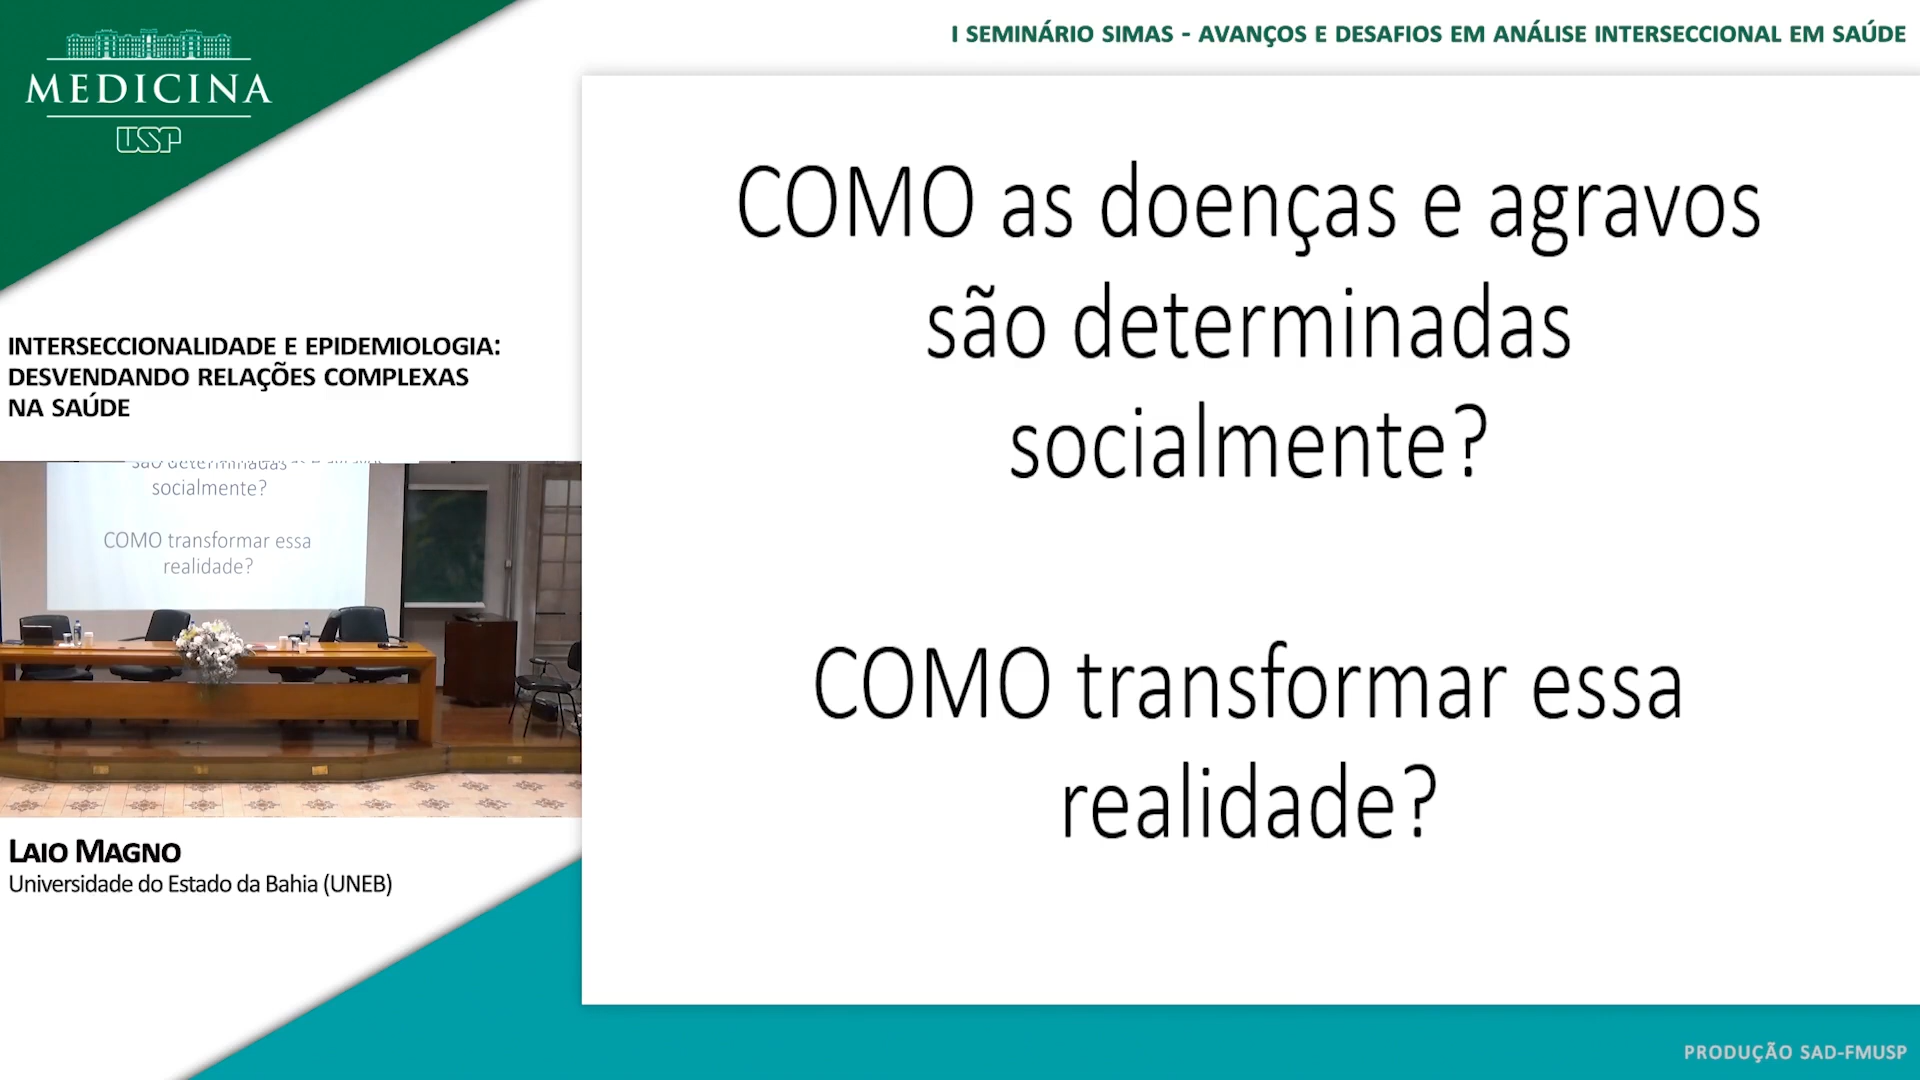 MEDICINA
USP
I SEMINÁRIO SIMAS - AVANÇOS E DESAFIOS EM ANÁLISE INTERSECCIONAL EM SAÚDE
COMO as doenças e agravos
são determinadas
socialmente?
COMO transformar essa
realidade?
INTERSECCIONALIDADE E EPIDEMIOLOGIA:
DESVENDANDO RELAÇÕES COMPLEXAS
NA SAÚDE
são determinadas
socialmente?
COMO transformar essa
realidade?
LAIO MAGNO
Universidade do Estado da Bahia (UNEB)
PRODUÇÃO SAD-FMUSP